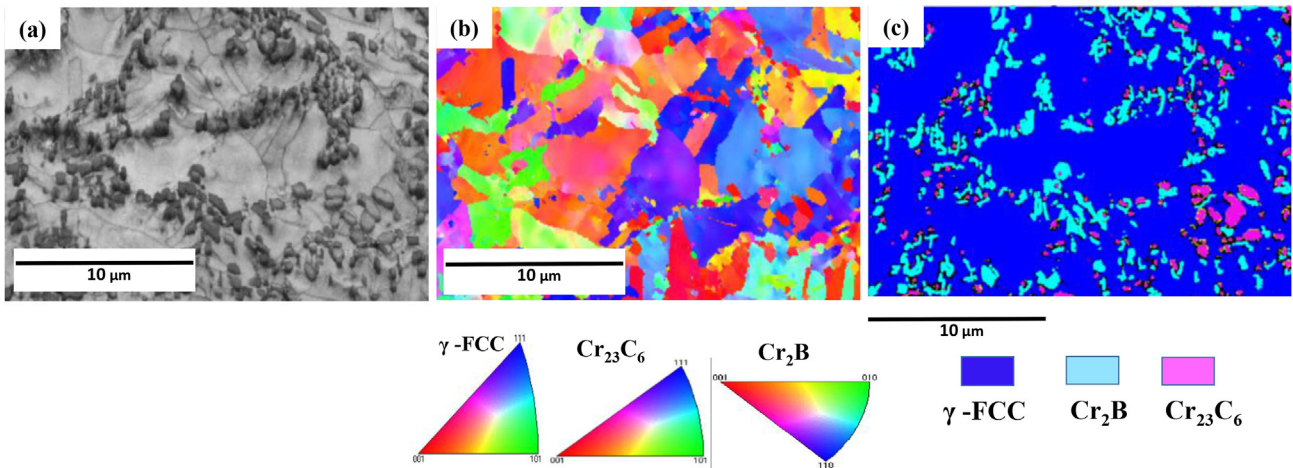 (a)
(b)
(c)
10 µm
10 µm
10 µm
γ -FCC
Cr₂₃C₆
Cr₂B
111
111
001
010
001
101
001
101
110
γ -FCC
Cr₂B
Cr₂₃C₆